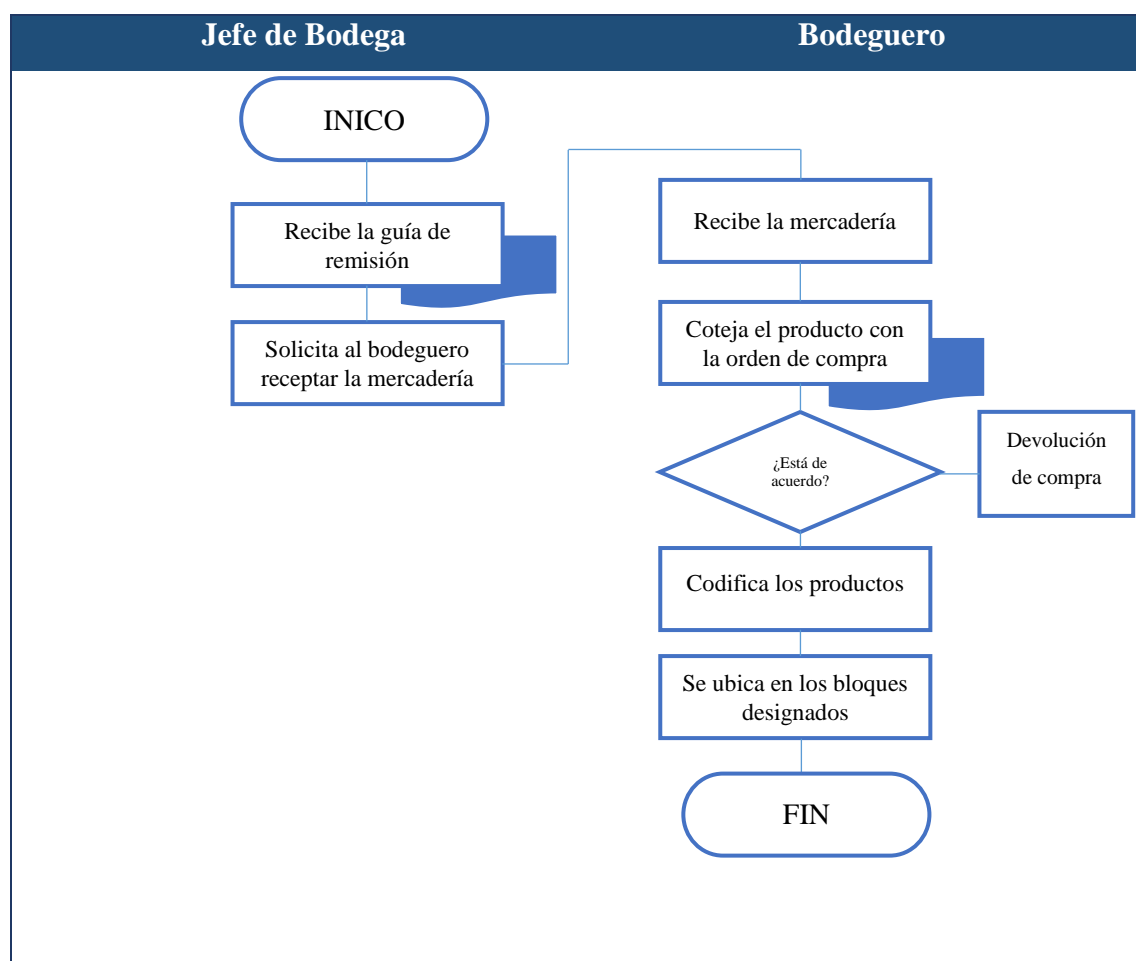 Jefe de Bodega
Bodeguero
INICO
Recibe la guía de
remisión
Solicita al bodeguero
receptar la mercadería
Recibe la mercadería
Coteja el producto con
la orden de compra
¿Está de
acuerdo?
Devolución
de compra
Codifica los productos
Se ubica en los bloques
designados
FIN